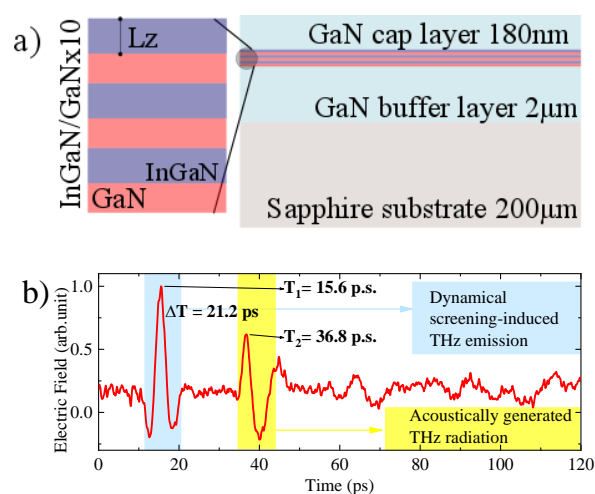 a)
Lz
InGaN/GaNx10
InGaN
GaN
GaN cap layer 180nm
GaN buffer layer 2μm
Sapphire substrate 200μm
b)
Electric Field (arb.unit)
1.0
0.5
0.0
T1= 15.6 p.s.
ΔT = 21.2 ps
T2= 36.8 p.s.
Dynamical
screening-induced
THz emission
Acoustically generated
THz radiation
0 20 40 60 80 100 120
Time (ps)